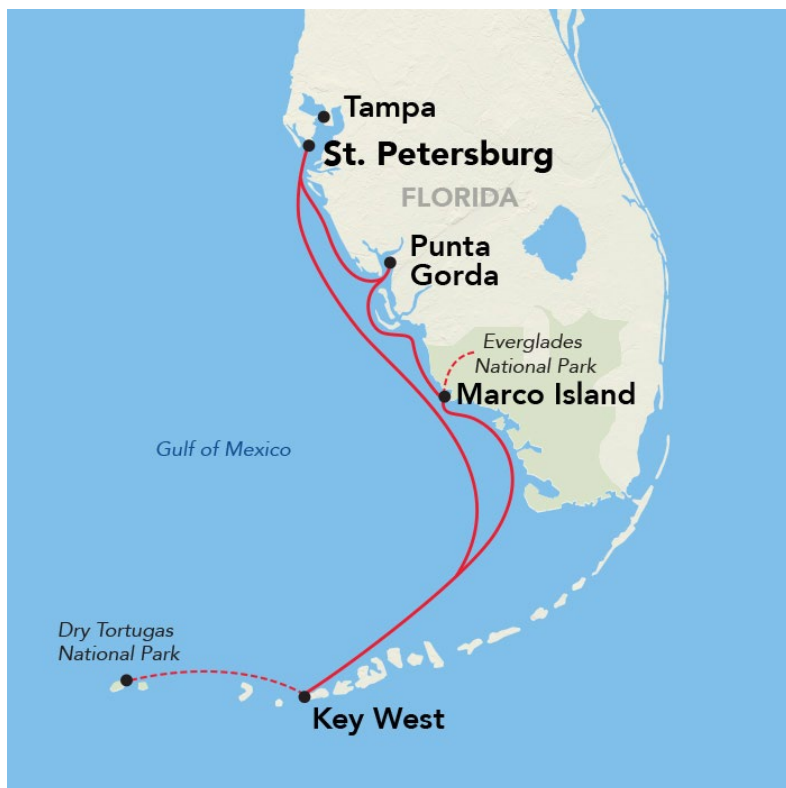 Tampa
St. Petersburg
FLORIDA
Punta
Gorda
Everglades
National Park
Marco Island
Gulf of Mexico
Dry Tortugas
National Park
Key West